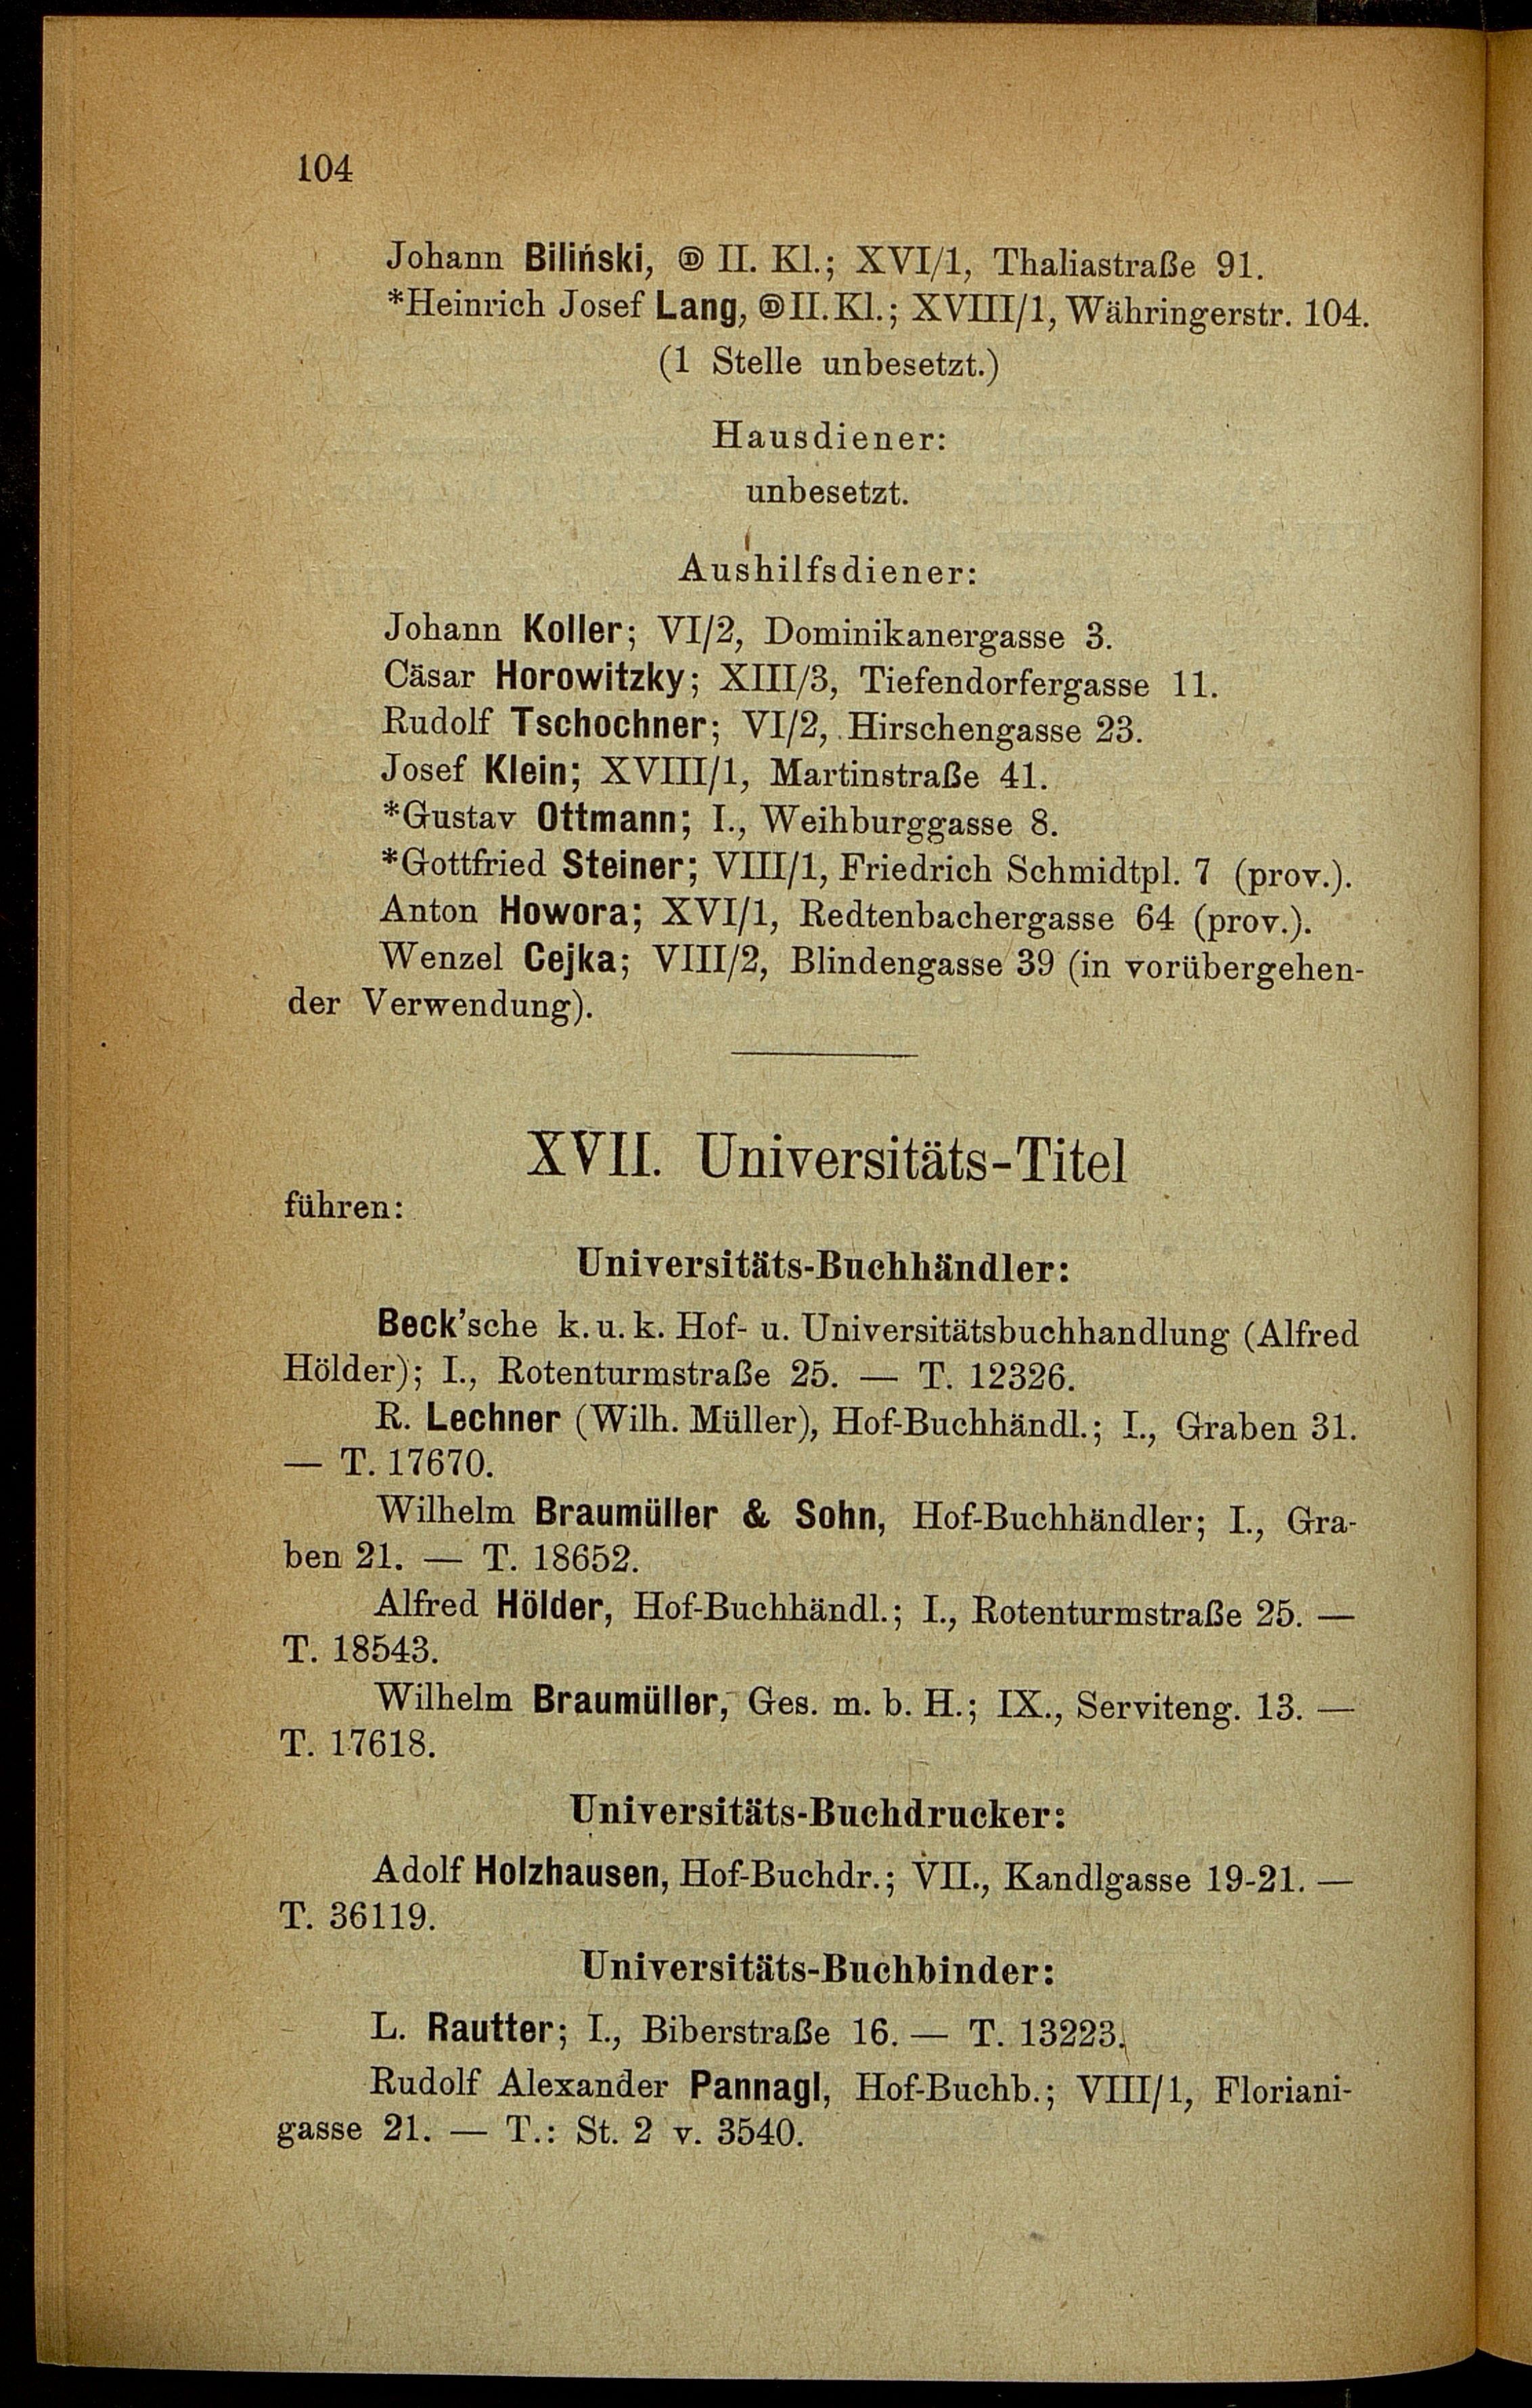 104
Johann Biliński, Ⓓ II. Kl.; XVI/1, Thaliastraße 91.
*Heinrich Josef Lang, Ⓓ II. Kl.; XVIII/1, Währingerstr. 104.
(1 Stelle unbesetzt.)
Hausdiener:
unbesetzt.
Aushilfsdiener:
Johann Koller; VI/2, Dominikanergasse 3.
Cäsar Horowitzky; XIII/3, Tiefendorfergasse 11.
Rudolf Tschochner; VI/2, Hirschengasse 23.
Josef Klein; XVIII/1, Martinstraße 41.
*Gustav Ottmann; I., Weihburggasse 8.
*Gottfried Steiner; VIII/1, Friedrich Schmidtpl. 7 (prov.).
Anton Howora; XVI/1, Redtenbachergasse 64 (prov.).
Wenzel Cejka; VIII/2, Blindengasse 39 (in vorübergehen-
der Verwendung).
XVII. Universitäts-Titel
führen:
Universitäts-Buchhändler:
Beck'sche k. u. k. Hof- u. Universitätsbuchhandlung (Alfred
Hölder); I., Rotenturmstraße 25. — T. 12326.
R. Lechner (Wilh. Müller), Hof-Buchhändl.; I., Graben 31.
— T. 17670.
Wilhelm Braumüller & Sohn, Hof-Buchhändler; I., Gra-
ben 21. — T. 18652.
Alfred Hölder, Hof-Buchhändl.; I., Rotenturmstraße 25. —
T. 18543.
Wilhelm Braumüller, Ges. m. b. H.; IX., Serviteng. 13. —
T. 17618.
Universitäts-Buchdrucker:
Adolf Holzhausen, Hof-Buchdr.; VII., Kandlgasse 19-21. —
T. 36119.
Universitäts-Buchbinder:
L. Rautter; I., Biberstraße 16. — T. 13223.
Rudolf Alexander Pannagl, Hof-Buchb.; VIII/1, Floriani-
gasse 21. — T.: St. 2 v. 3540.